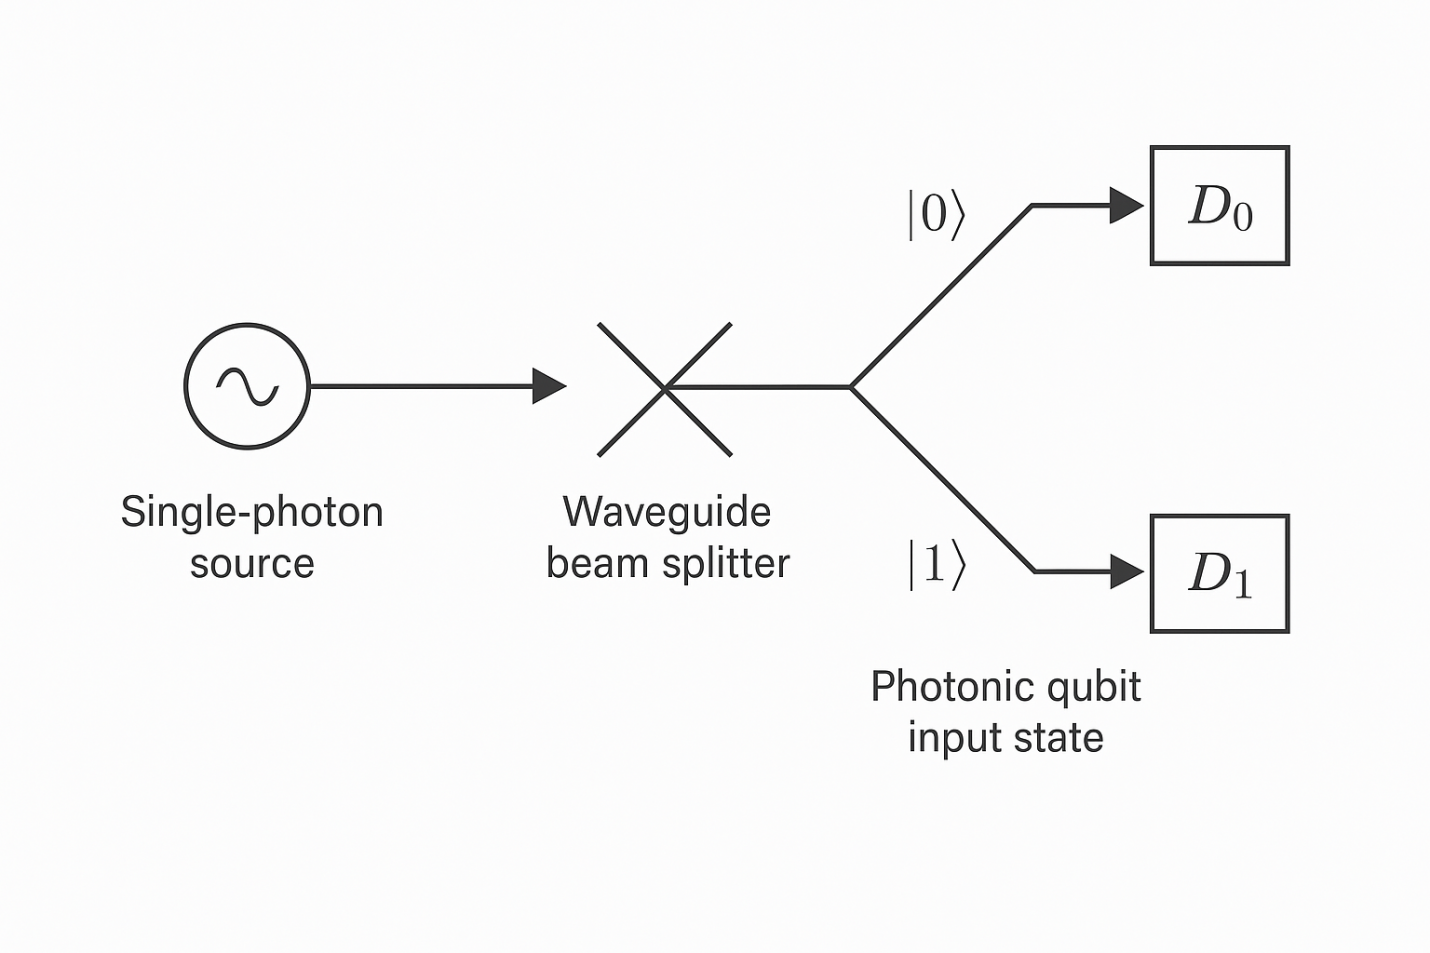 Single-photon
source
Waveguide
beam splitter
|0⟩
D₀
|1⟩
D₁
Photonic qubit
input state